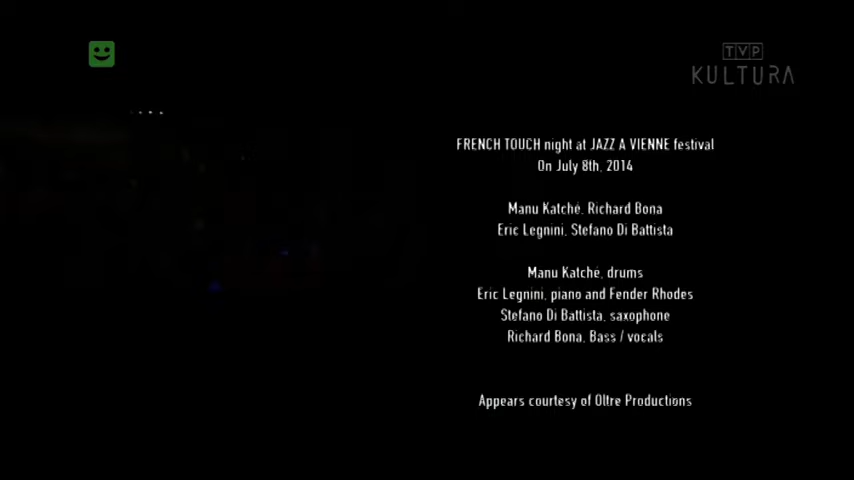 TVP
KULTURA
FRENCH TOUCH night at JAZZ A VIENNE festival
On July 8th, 2014
Manu Katché, Richard Bona
Eric Legnini, Stefano Di Battista
Manu Katché, drums
Eric Legnini, piano and Fender Rhodes
Stefano Di Battista, saxophone
Richard Bona, Bass / vocals
Appears courtesy of Oltre Productions